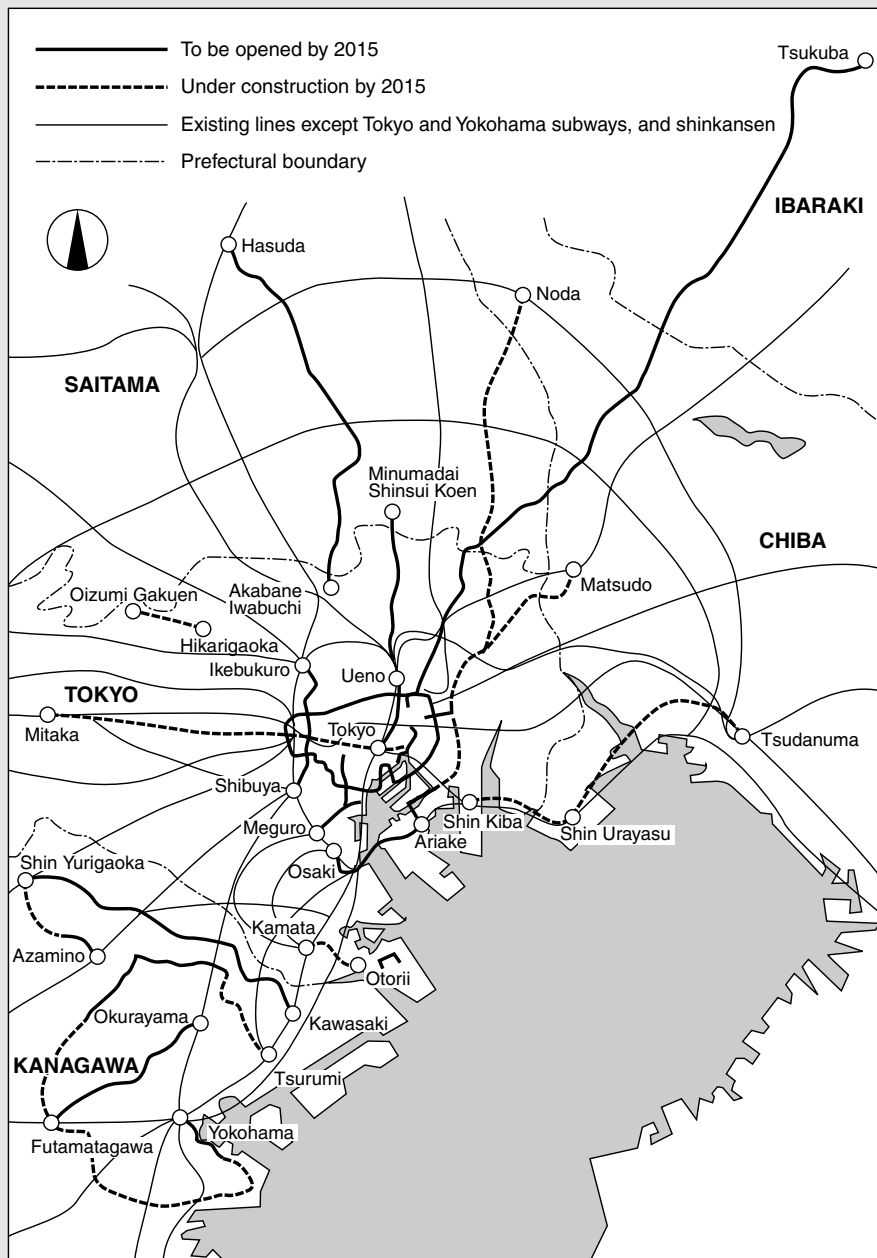 To be opened by 2015
Under construction by 2015
Existing lines except Tokyo and Yokohama subways, and shinkansen
Prefectural boundary
Tsukuba
IBARAKI
Hasuda
Noda
SAITAMA
Minumadai
Shinsui Koen
CHIBA
Matsudo
Akabane
Iwabuchi
Oizumi Gakuen
Hikarigaoka
Ikebukuro
Ueno
TOKYO
Mitaka
Tokyo
Tsudanuma
Shibuya
Shin Kiba
Meguro
Ariake
Shin Urayasu
Osaki
Shin Yurigaoka
Kamata
Azamino
Otorii
Okurayama
Kawasaki
KANAGAWA
Tsurumi
Yokohama
Futamatagawa